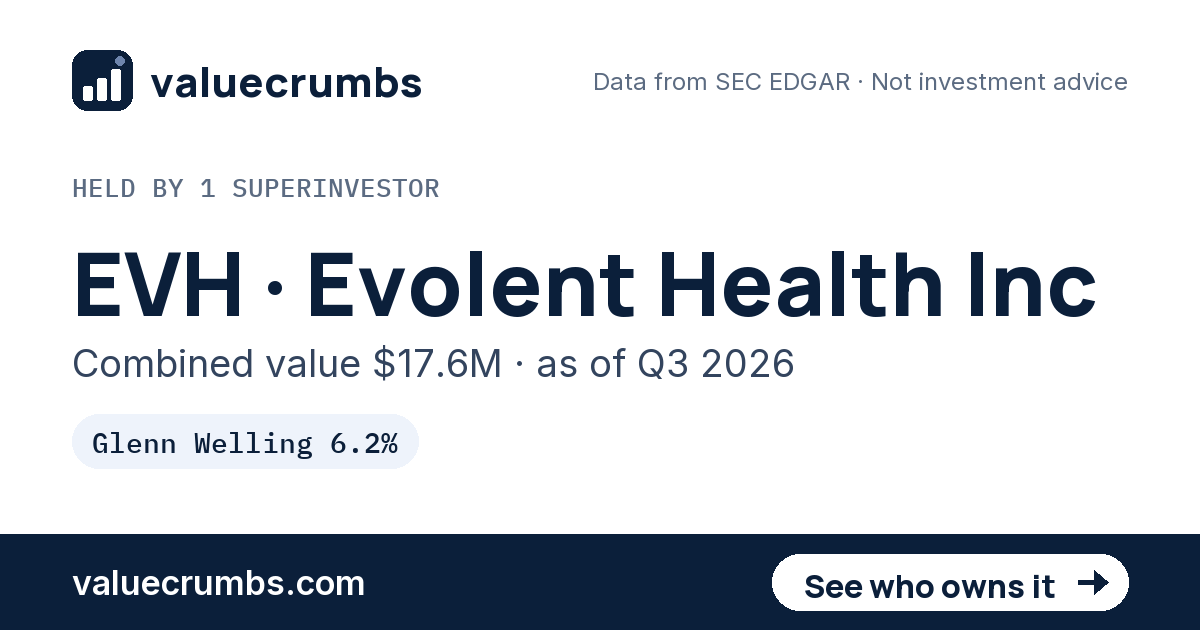 valuecrumbs
Data from SEC EDGAR · Not investment advice
HELD BY 1 SUPERINVESTOR
EVH · Evolent Health Inc
Combined value $17.6M · as of Q3 2026
Glenn Welling 6.2%
valuecrumbs.com
See who owns it →